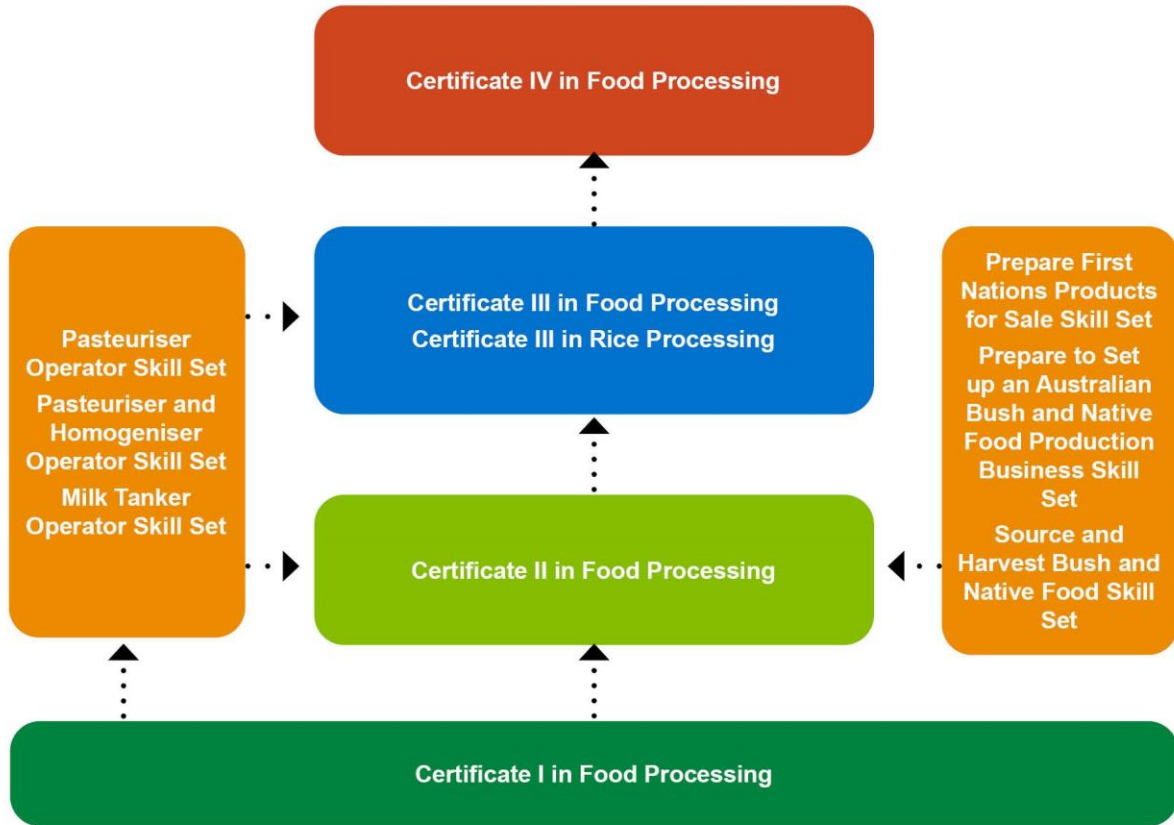 Certificate IV in Food Processing
Pasteuriser
Operator Skill Set
Pasteuriser and
Homogeniser
Operator Skill Set
Milk Tanker
Operator Skill Set
Certificate III in Food Processing
Certificate III in Rice Processing
Certificate II in Food Processing
Prepare First
Nations Products
for Sale Skill Set
Prepare to Set
up an Australian
Bush and Native
Food Production
Business Skill
Set
Source and
Harvest Bush and
Native Food Skill
Set
Certificate I in Food Processing